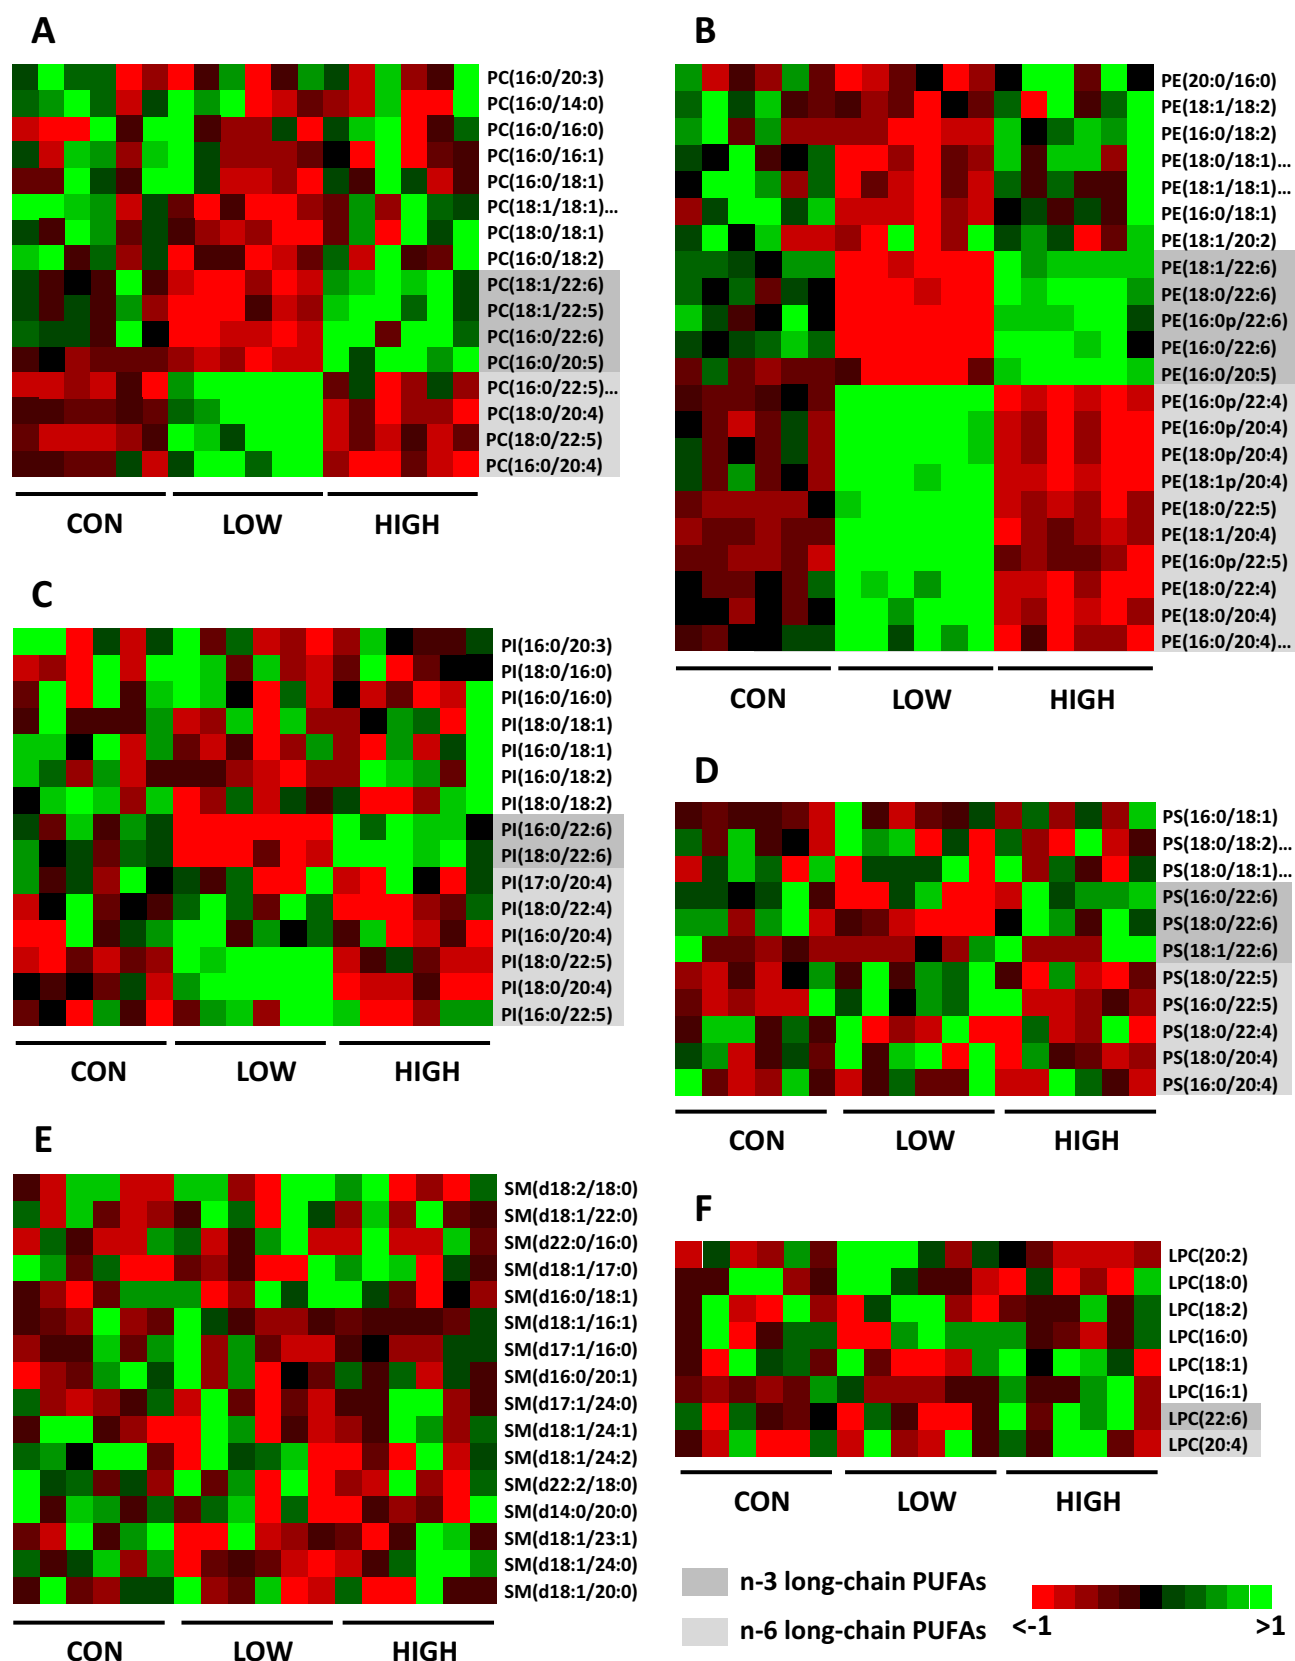 A
PC(16:0/20:3)
PC(16:0/14:0)
PC(16:0/16:0)
PC(16:0/16:1)
PC(16:0/18:1)
PC(18:1/18:1)...
PC(18:0/18:1)
PC(16:0/18:2)
PC(18:1/22:6)
PC(18:1/22:5)
PC(16:0/22:6)
PC(16:0/20:5)
PC(16:0/22:5)...
PC(18:0/20:4)
PC(18:0/22:5)
PC(16:0/20:4)
CON LOW HIGH
B
PE(20:0/16:0)
PE(18:1/18:2)
PE(16:0/18:2)
PE(18:0/18:1)...
PE(18:1/18:1)...
PE(16:0/18:1)
PE(18:1/20:2)
PE(18:1/22:6)
PE(18:0/22:6)
PE(16:0p/22:6)
PE(16:0/22:6)
PE(16:0/20:5)
PE(16:0p/22:4)
PE(16:0p/20:4)
PE(18:0p/20:4)
PE(18:1p/20:4)
PE(18:0/22:5)
PE(18:1/20:4)
PE(16:0p/22:5)
PE(18:0/22:4)
PE(18:0/20:4)
PE(16:0/20:4)...
CON LOW HIGH
C
PI(16:0/20:3)
PI(18:0/16:0)
PI(16:0/16:0)
PI(18:0/18:1)
PI(16:0/18:1)
PI(16:0/18:2)
PI(18:0/18:2)
PI(16:0/22:6)
PI(18:0/22:6)
PI(17:0/20:4)
PI(18:0/22:4)
PI(16:0/20:4)
PI(18:0/22:5)
PI(18:0/20:4)
PI(16:0/22:5)
CON LOW HIGH
D
PS(16:0/18:1)
PS(18:0/18:2)...
PS(18:0/18:1)...
PS(16:0/22:6)
PS(18:0/22:6)
PS(18:1/22:6)
PS(18:0/22:5)
PS(16:0/22:5)
PS(18:0/22:4)
PS(18:0/20:4)
PS(16:0/20:4)
CON LOW HIGH
E
SM(d18:2/18:0)
SM(d18:1/22:0)
SM(d22:0/16:0)
SM(d18:1/17:0)
SM(d16:0/18:1)
SM(d18:1/16:1)
SM(d17:1/16:0)
SM(d16:0/20:1)
SM(d17:1/24:0)
SM(d18:1/24:1)
SM(d18:1/24:2)
SM(d22:2/18:0)
SM(d14:0/20:0)
SM(d18:1/23:1)
SM(d18:1/24:0)
SM(d18:1/20:0)
CON LOW HIGH
F
LPC(20:2)
LPC(18:0)
LPC(18:2)
LPC(16:0)
LPC(18:1)
LPC(16:1)
LPC(22:6)
LPC(20:4)
CON LOW HIGH
n-3 long-chain PUFAs
n-6 long-chain PUFAs
<-1 >1